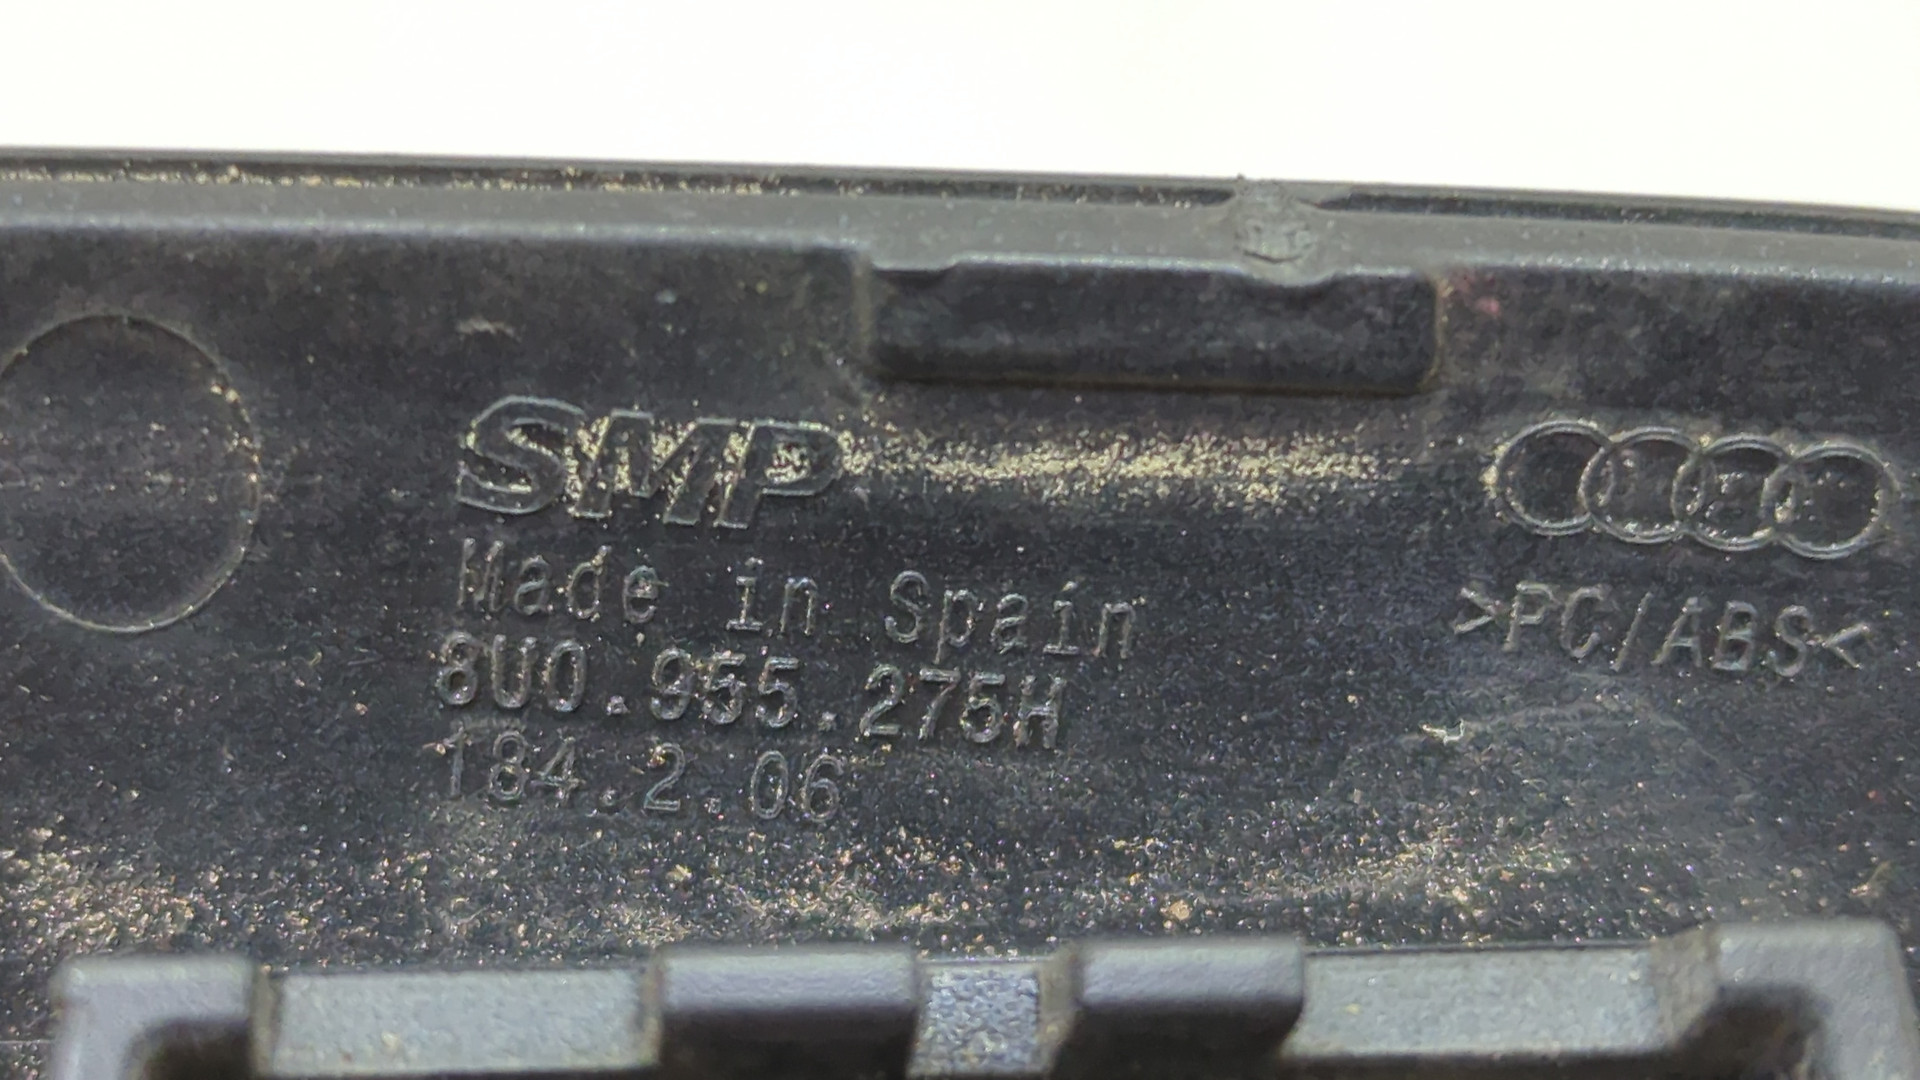 SMP
Made in Spain
8U0.955.275H
184.2.06
>PC/ABS<